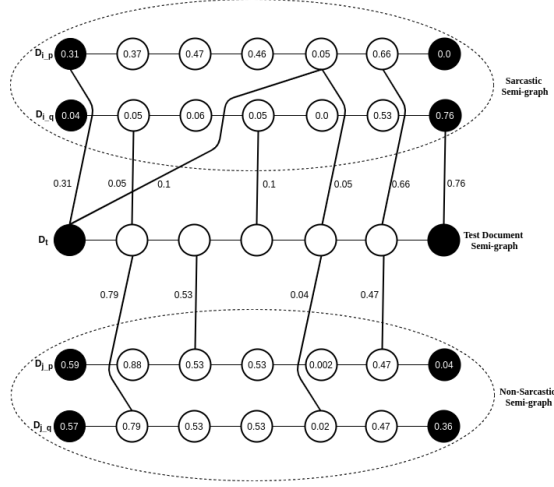 D_i_p 0.31 0.37 0.47 0.46 0.05 0.66 0.0
Sarcastic
Semi-graph
D_i_q 0.04 0.05 0.06 0.05 0.0 0.53 0.76
0.31 0.05 0.1 0.1 0.05 0.66 0.76
D_t
Test Document
Semi-graph
0.79 0.53 0.04 0.47
D_j_p 0.59 0.88 0.53 0.53 0.002 0.47 0.04
Non-Sarcastic
Semi-graph
D_j_q 0.57 0.79 0.53 0.53 0.02 0.47 0.36